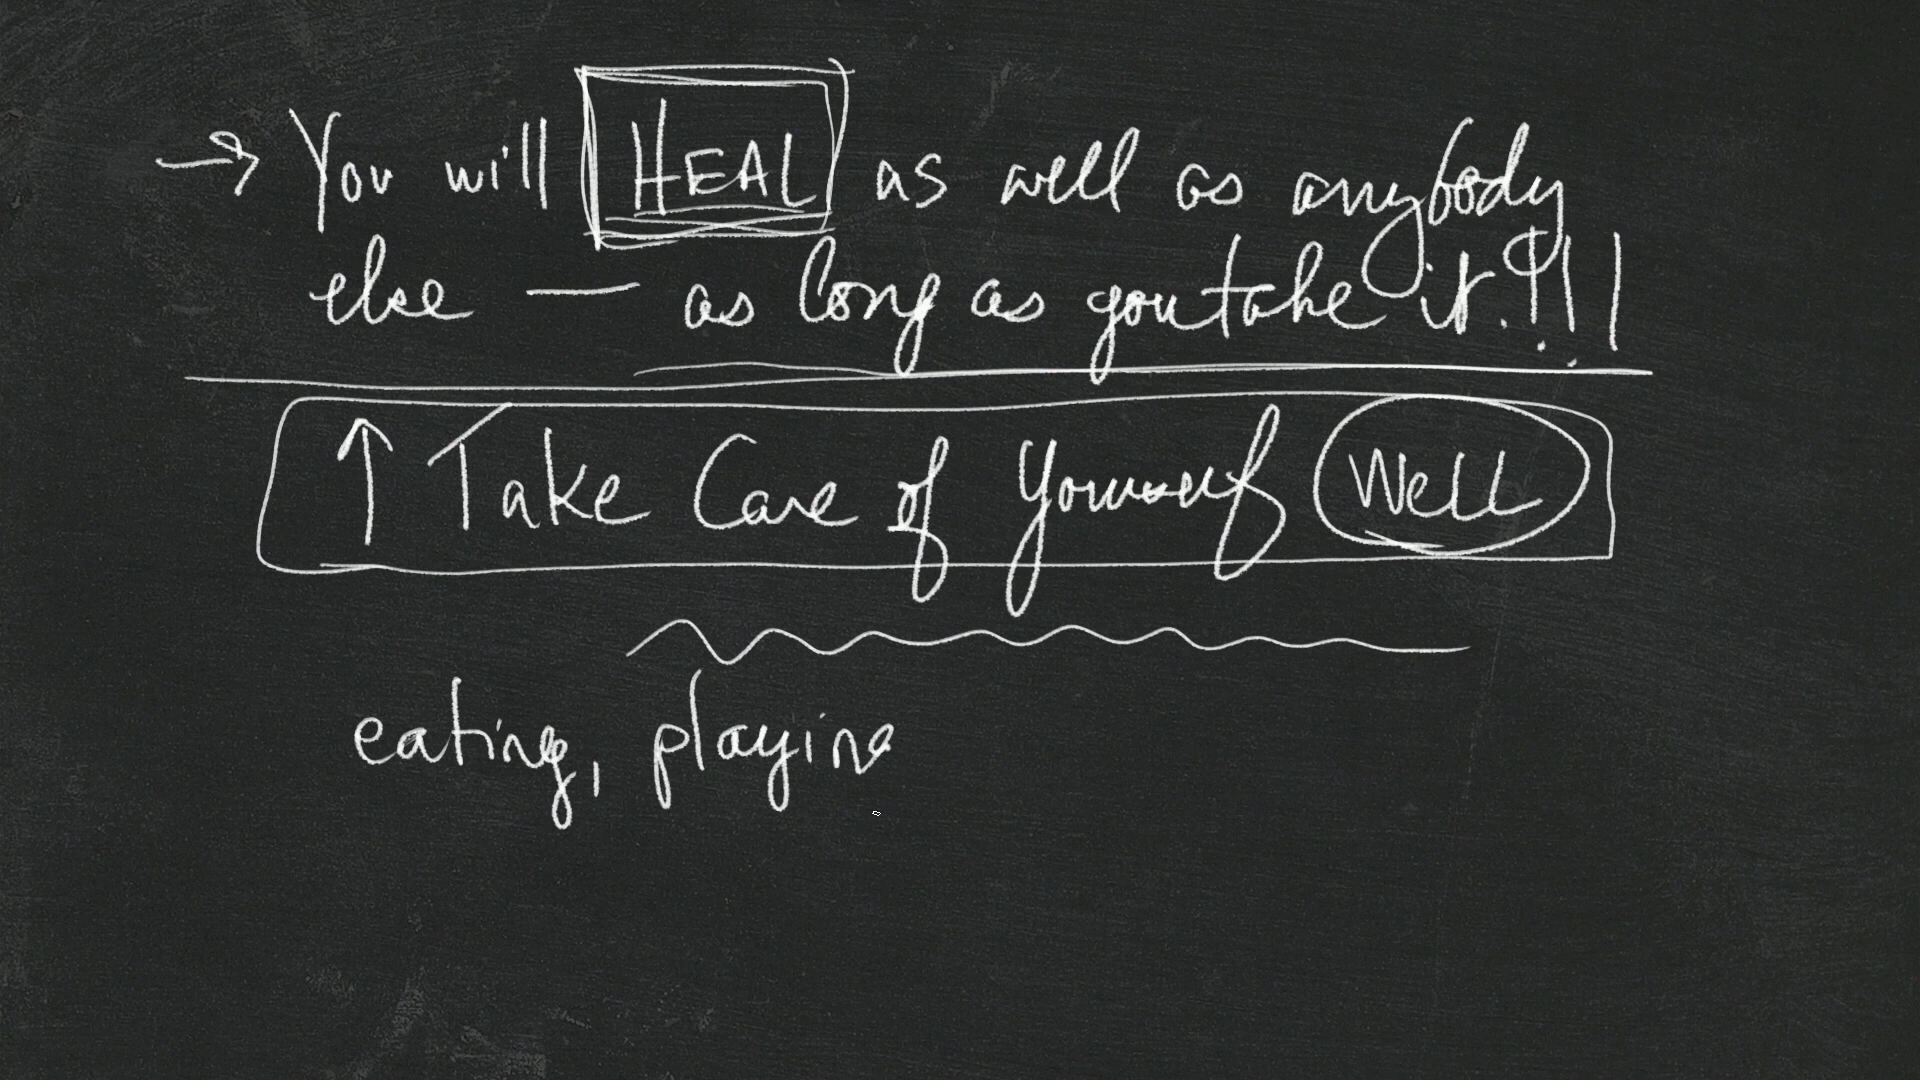 → You will HEAL as well as anybody
else — as long as you take it!!!
↑ Take Care of Yourself Well
eating, playing